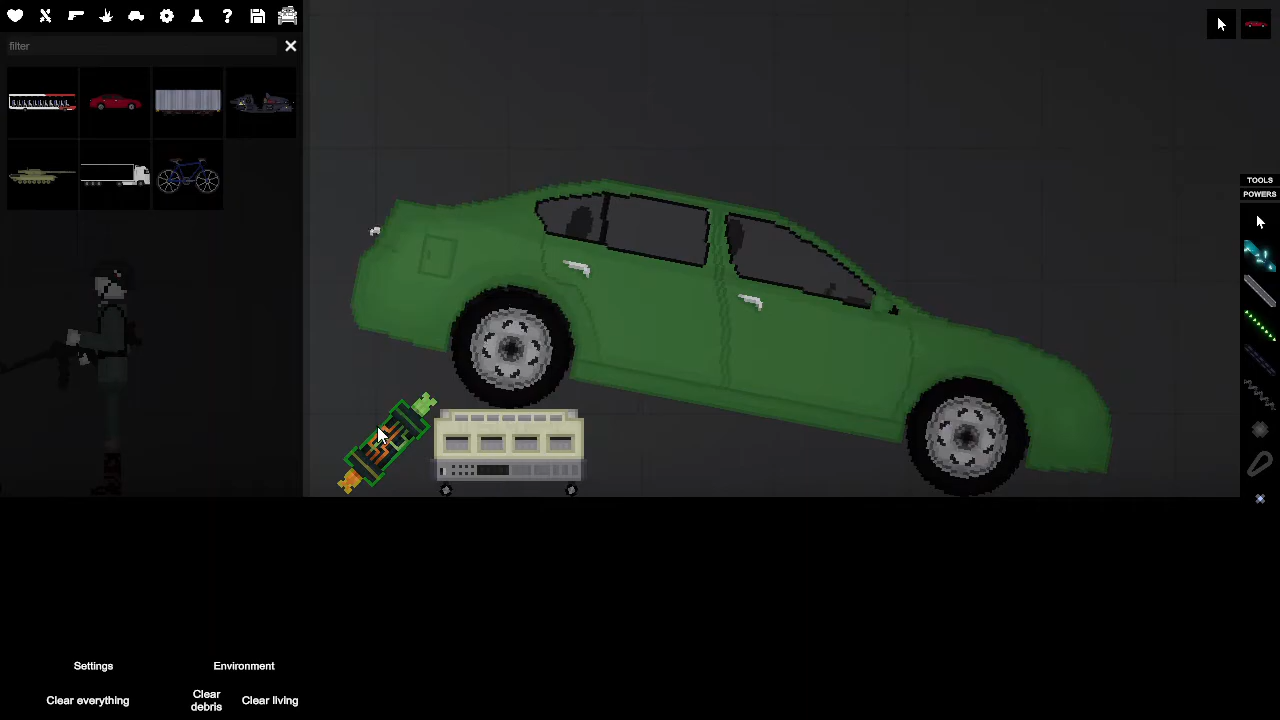 ?
filter
TOOLS
POWERS
Settings
Environment
Clear everything
Clear
debris
Clear living